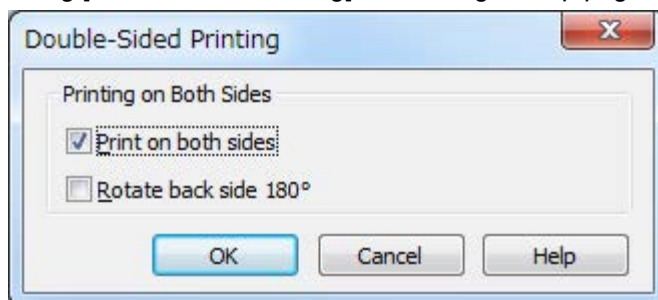 Double-Sided Printing
Printing on Both Sides
Print on both sides
Rotate back side 180°
OK Cancel Help